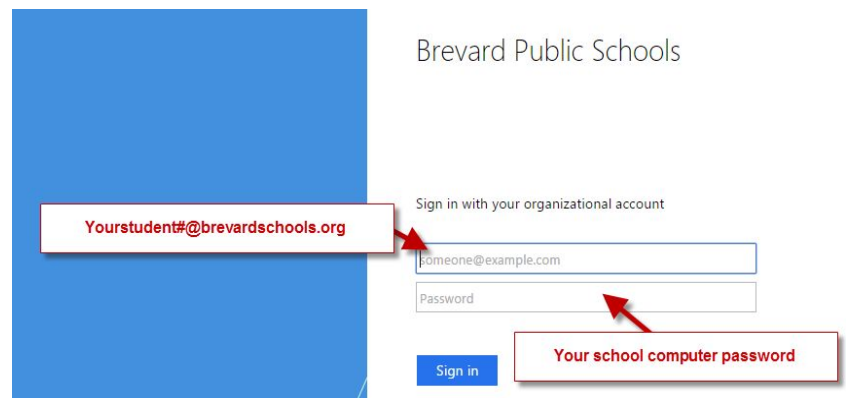 Brevard Public Schools
Sign in with your organizational account
Yourstudent#@brevardschools.org
someone@example.com
Password
Your school computer password
Sign in